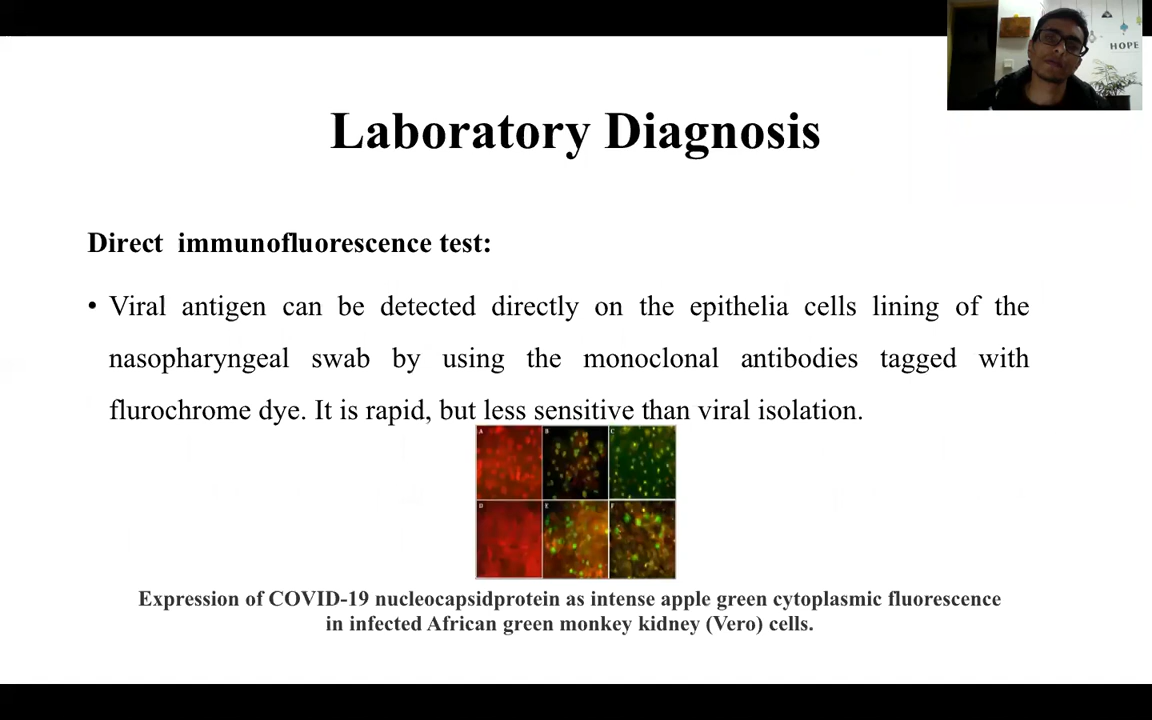 HOPE
Laboratory Diagnosis
Direct immunofluorescence test:
• Viral antigen can be detected directly on the epithelia cells lining of the
nasopharyngeal swab by using the monoclonal antibodies tagged with
flurochrome dye. It is rapid, but less sensitive than viral isolation.
A B C
D E F
Expression of COVID-19 nucleocapsidprotein as intense apple green cytoplasmic fluorescence
in infected African green monkey kidney (Vero) cells.